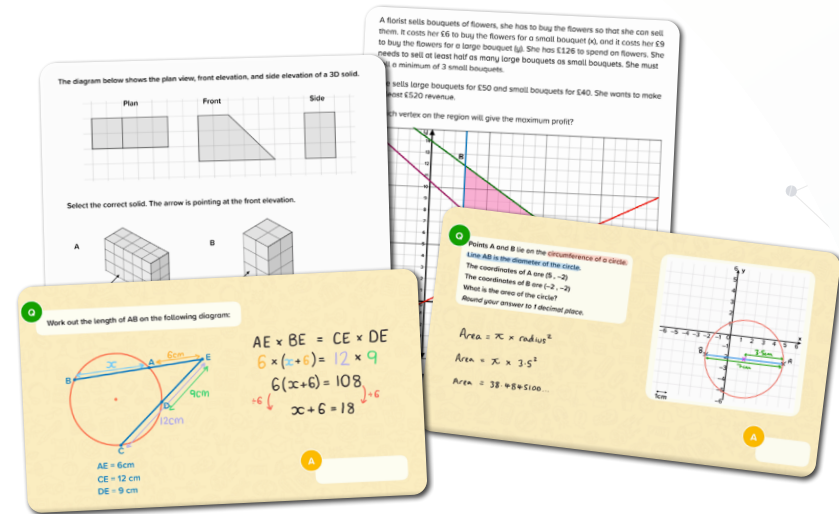 The diagram below shows the plan view, front elevation, and side elevation of a 3D solid.
Plan
Front
Side
Select the correct solid. The arrow is pointing at the front elevation.
A
B
A florist sells bouquets of flowers, she has to buy the flowers so that she can sell
them. It costs her £6 to buy the flowers for a small bouquet (x), and it costs her £9
to buy the flowers for a large bouquet (y). She has £126 to spend on flowers. She
needs to sell at least half as many large bouquets as small bouquets. She must
a minimum of 3 small bouquets.
sells large bouquets for £50 and small bouquets for £40. She wants to make
£520 revenue.
vertex on the region will give the maximum profit?
B
Q
Work out the length of AB on the following diagram:
x
6cm
A
E
B
9cm
D
12cm
C
AE = 6cm
CE = 12 cm
DE = 9 cm
AE × BE = CE × DE
6 × (x+6) = 12 × 9
6(x+6) = 108
÷6
÷6
x+6 = 18
A
Q
Points A and B lie on the circumference of a circle.
Line AB is the diameter of the circle.
The coordinates of A are (5, -2)
The coordinates of B are (-2, -2)
What is the area of the circle?
Round your answer to 1 decimal place.
Area = π × radius²
Area = π × 3.5²
Area = 38.4845100...
y
B
A
3.5cm
1cm
A